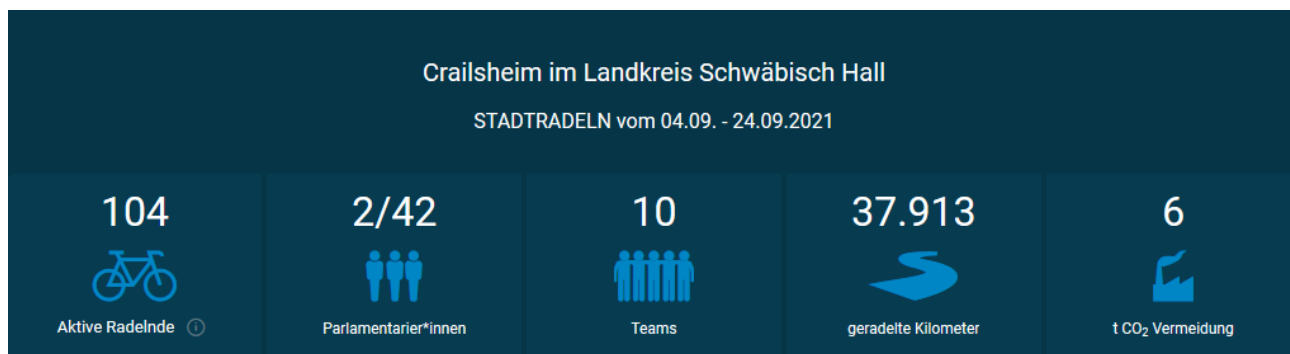 Crailsheim im Landkreis Schwäbisch Hall
STADTRADELN vom 04.09. - 24.09.2021
104
2/42
10
37.913
6
Aktive Radelnde
Parlamentarier*innen
Teams
geradelte Kilometer
t CO₂ Vermeidung